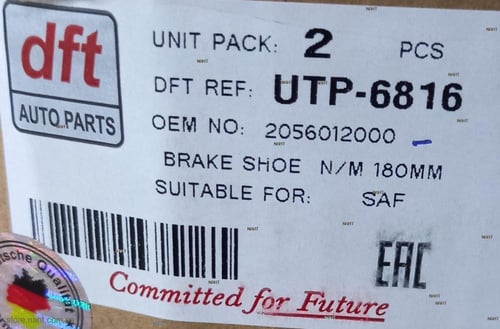 dft
AUTO PARTS
UNIT PACK: 2 PCS
DFT REF: UTP-6816
OEM NO: 2056012000
BRAKE SHOE N/M 180MM
SUITABLE FOR: SAF
EAC
Committed for Future